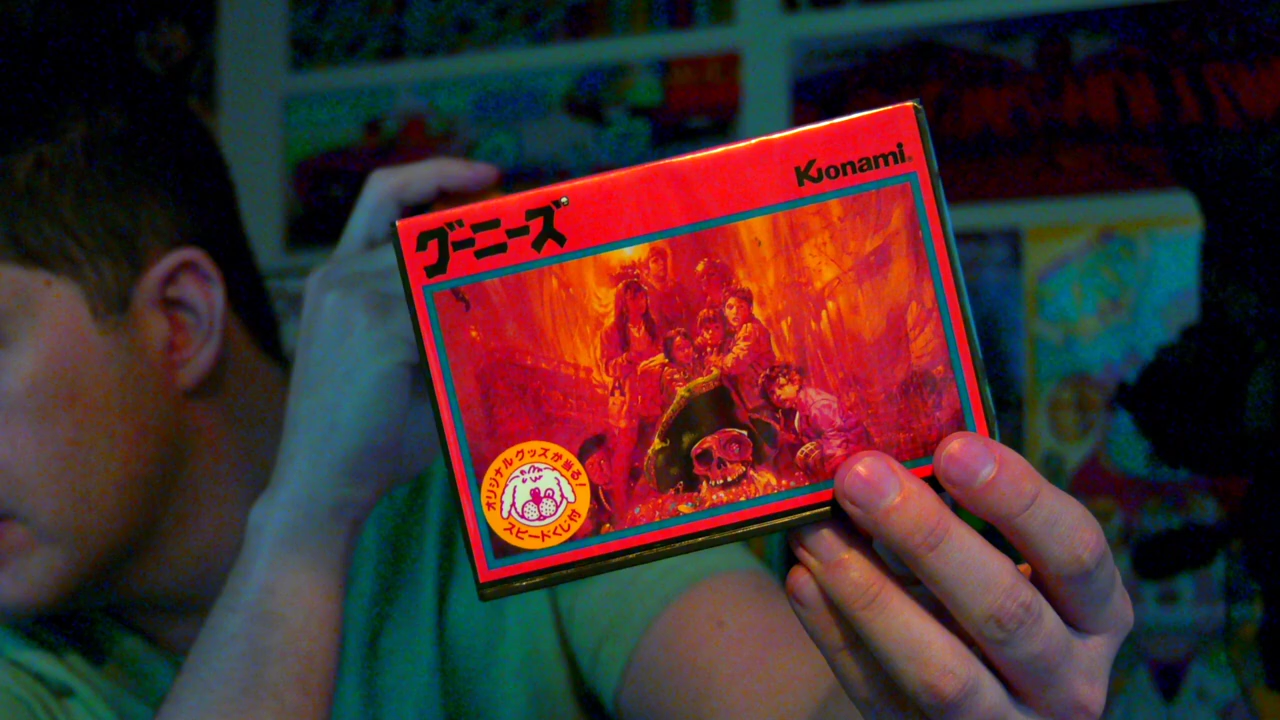 Konami
グーニーズ
オリジナルグッズが当る!
スピードくじ付